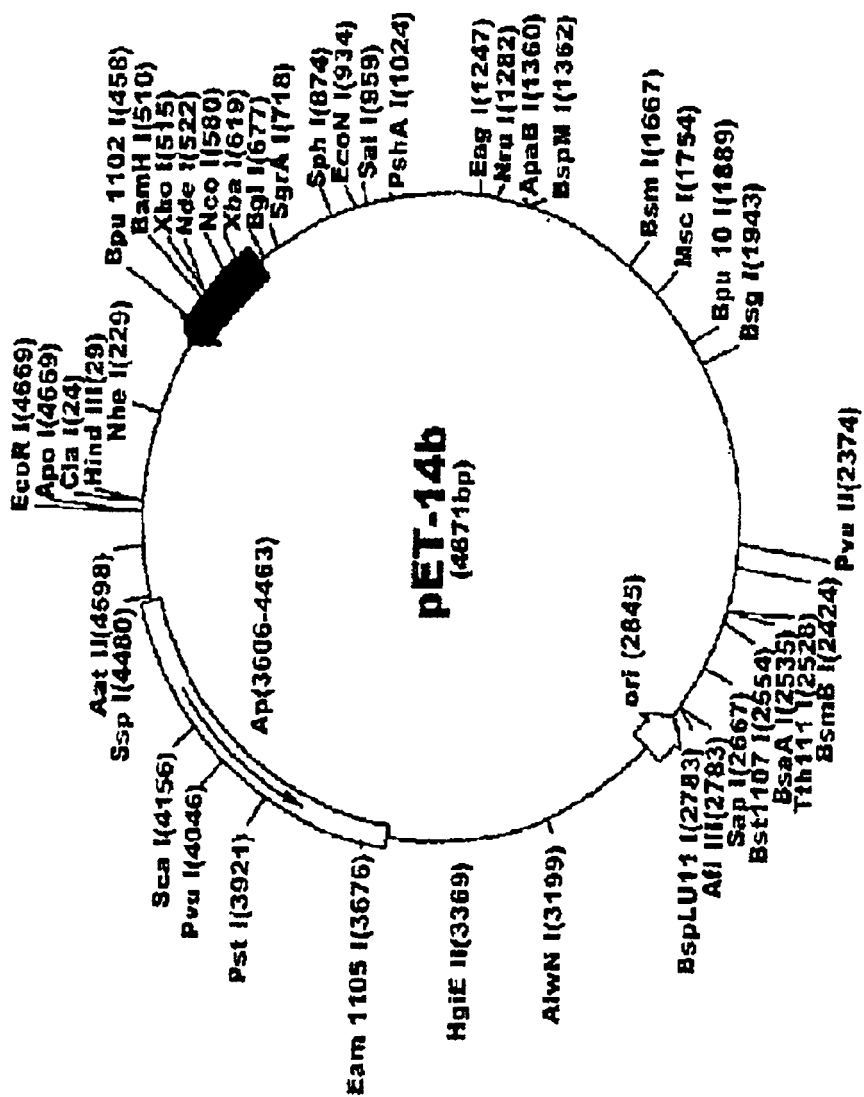 EcoR I(4669)
Apo I(4669)
Cla I(24)
Hind III(29)
Nhe I(229)
Bpu 1102 I(458)
BamH I(510)
Xho I(515)
Nde I(522)
Nco I(580)
Xba I(619)
Bgl I(677)
SgrA I(718)
Sph I(874)
EcoN I(934)
Sal I(959)
PshA I(1024)
Eag I(1247)
Nru I(1282)
ApaB I(1360)
BspM I(1362)
Bsm I(1667)
Msc I(1754)
Bpu 10 I(1889)
Bsg I(1943)
Pvu II(2374)
BsmB I(2424)
Tth111 I(2528)
BsaA I(2535)
Bst1107 I(2554)
Sap I(2667)
Afl III(2783)
BspLU11 I(2783)
AlwN I(3199)
HgiE II(3369)
Eam 1105 I(3676)
Pst I(3921)
Pvu I(4046)
Sca I(4156)
Ssp I(4480)
Aat II(4598)
Ap(3606-4463)
pET-14b
(4671bp)
ori (2845)